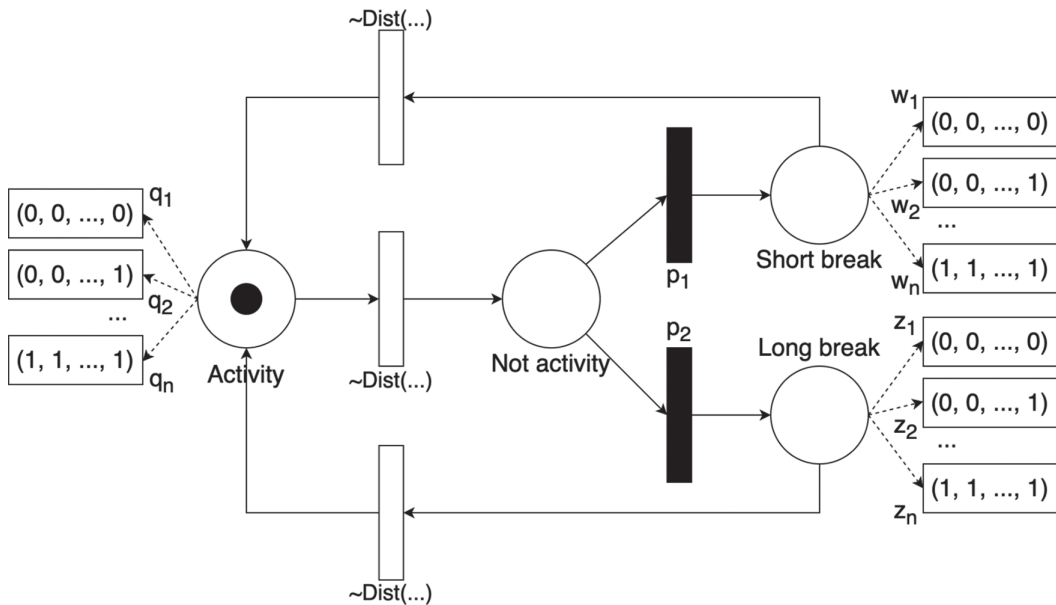 ~Dist(...)
w₁
(0, 0, ..., 0)
(0, 0, ..., 1)
w₂
...
(1, 1, ..., 1)
wₙ
q₁
(0, 0, ..., 0)
(0, 0, ..., 1)
q₂
...
(1, 1, ..., 1)
qₙ
Activity
~Dist(...)
Not activity
p₁
Short break
p₂
Long break
z₁
(0, 0, ..., 0)
(0, 0, ..., 1)
z₂
...
(1, 1, ..., 1)
zₙ
~Dist(...)